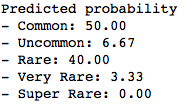 Predicted probability
- Common: 50.00
- Uncommon: 6.67
- Rare: 40.00
- Very Rare: 3.33
- Super Rare: 0.00